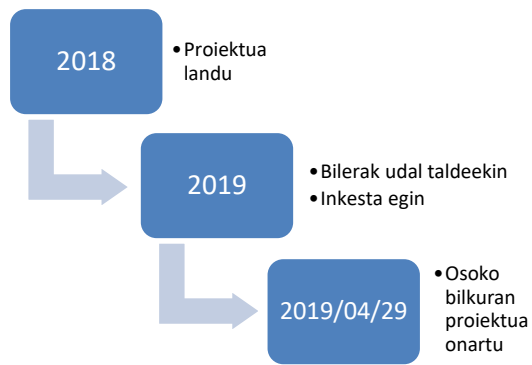 2018
• Proiektua
landu
2019
• Bilerak udal taldeekin
• Inkesta egin
2019/04/29
• Osoko
bilkuran
proiektua
onartu